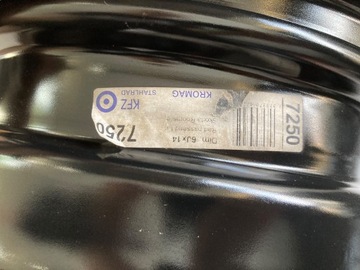 7250
KROMAG
STAHLRAD
KFZ
7250
Dim. 6Jx14